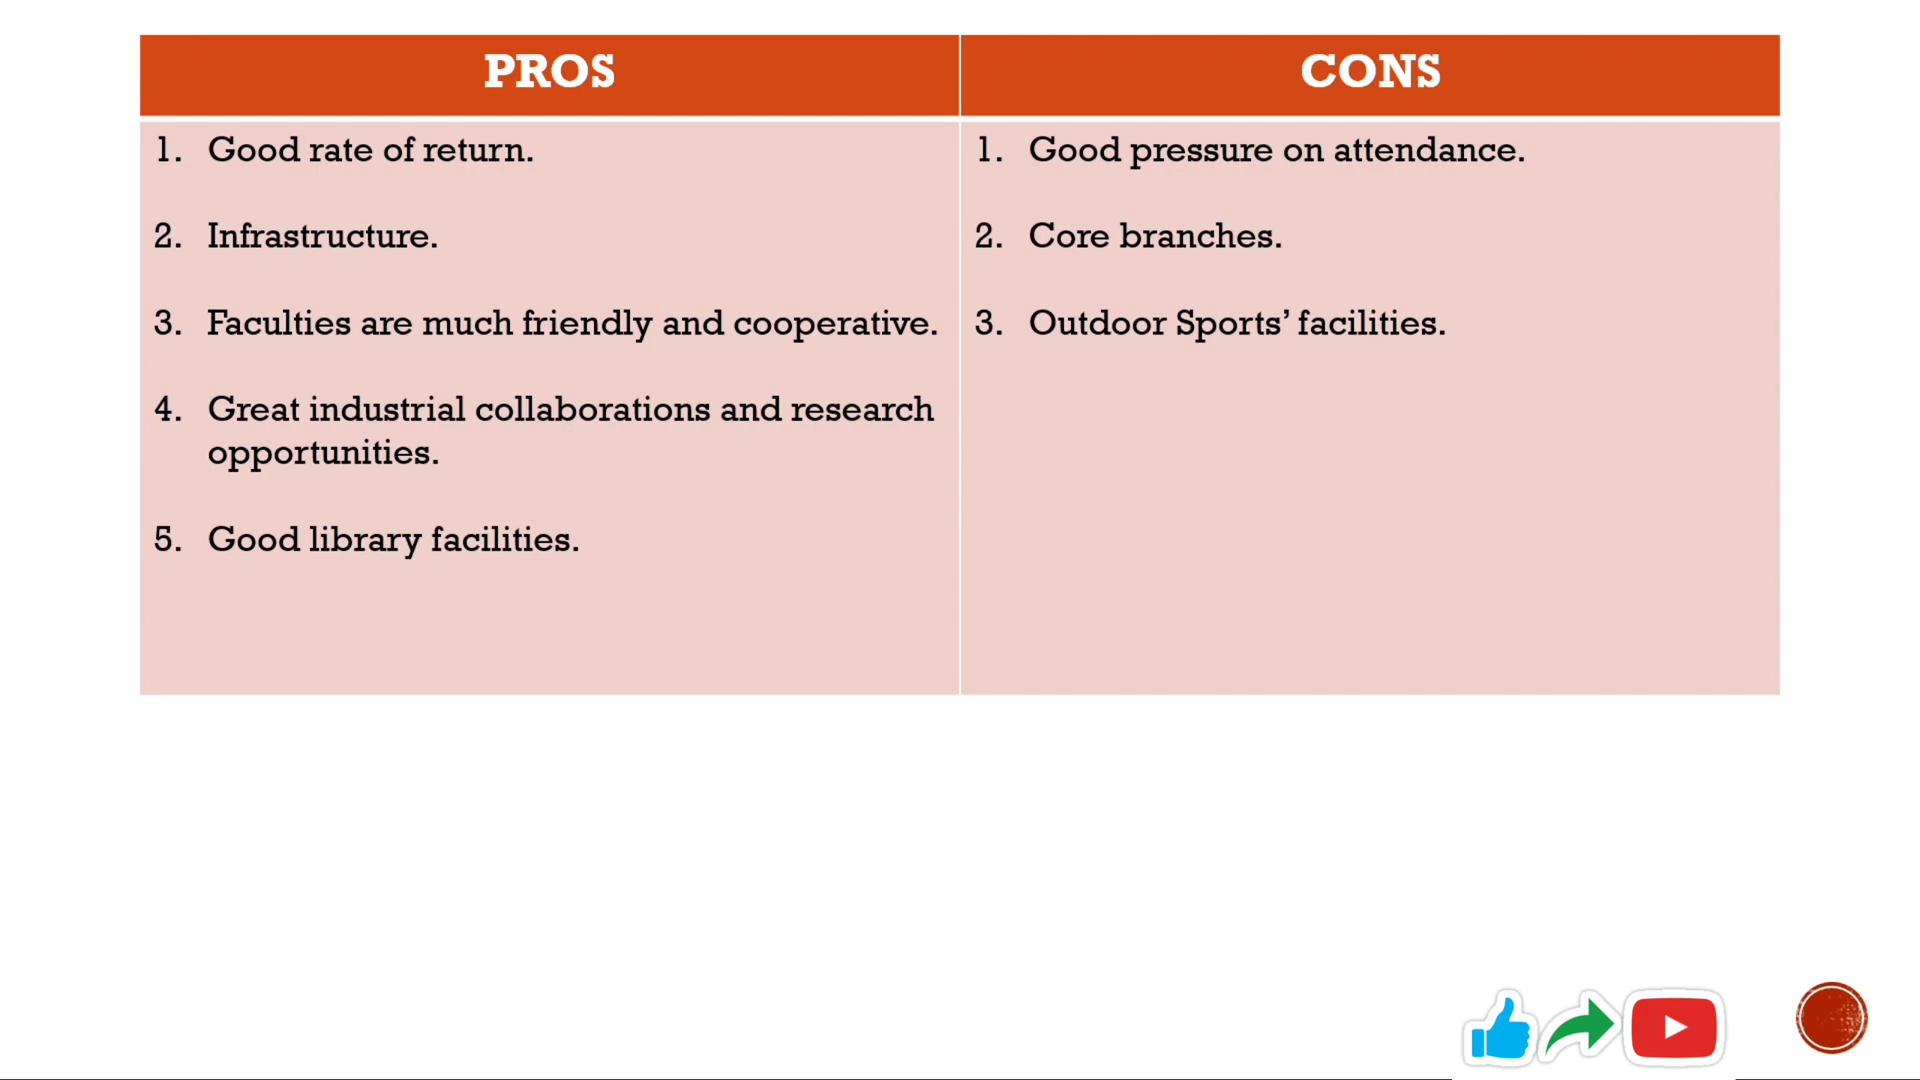 PROS
1. Good rate of return.
2. Infrastructure.
3. Faculties are much friendly and cooperative.
4. Great industrial collaborations and research
opportunities.
5. Good library facilities.
CONS
1. Good pressure on attendance.
2. Core branches.
3. Outdoor Sports’ facilities.